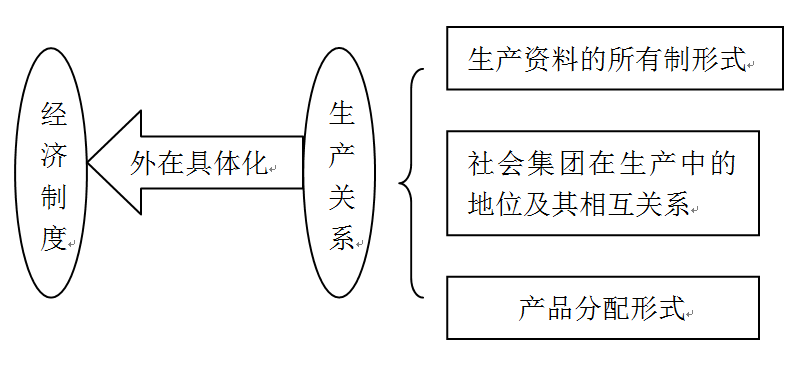 经济制度
外在具体化
生产关系
生产资料的所有制形式
社会集团在生产中的
地位及其相互关系
产品分配形式